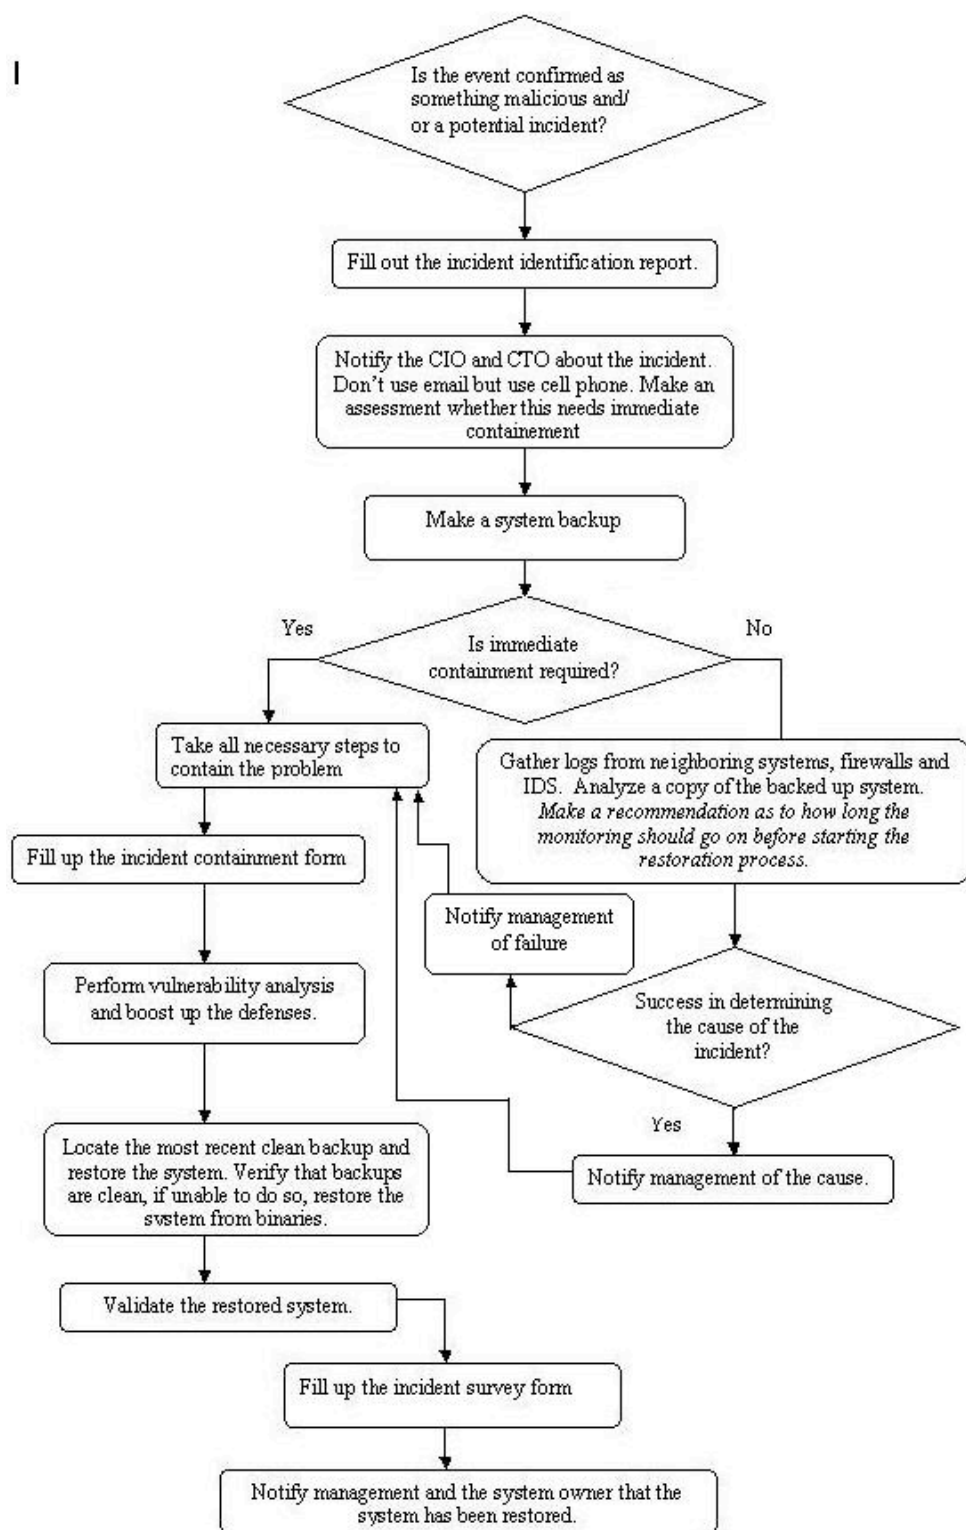 I
Is the event confirmed as
something malicious and/
or a potential incident?
Fill out the incident identification report.
Notify the CIO and CTO about the incident.
Don't use email but use cell phone. Make an
assessment whether this needs immediate
containement
Make a system backup
Yes
No
Is immediate
containment required?
Take all necessary steps to
contain the problem
Gather logs from neighboring systems, firewalls and
IDS. Analyze a copy of the backed up system.
Make a recommendation as to how long the
monitoring should go on before starting the
restoration process.
Fill up the incident containment form
Notify management
of failure
Perform vulnerability analysis
and boost up the defenses.
Success in determining
the cause of the
incident?
Yes
Locate the most recent clean backup and
restore the system. Verify that backups
are clean, if unable to do so, restore the
system from binaries.
Notify management of the cause.
Validate the restored system.
Fill up the incident survey form
Notify management and the system owner that the
system has been restored.